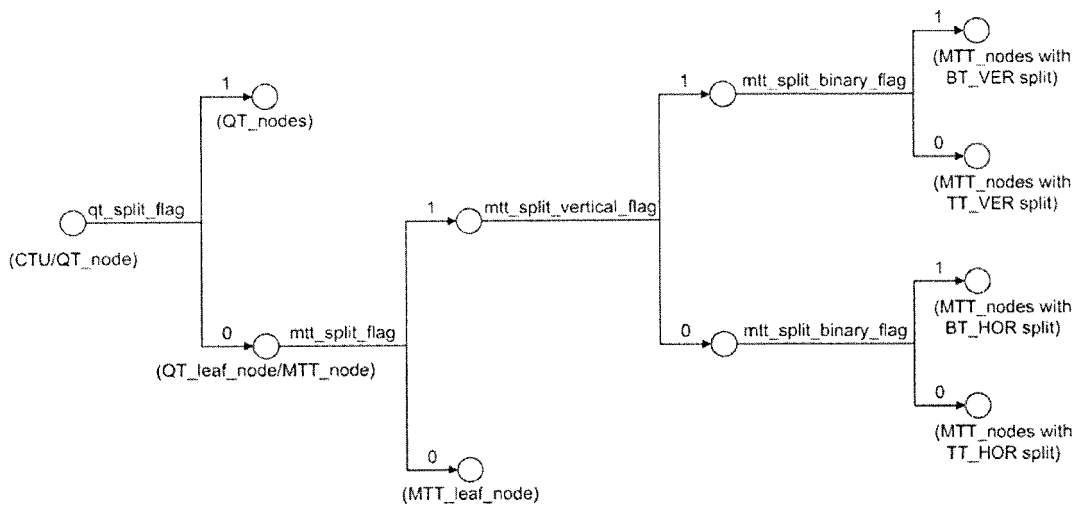 1
(MTT_nodes with
BT_VER split)
1
mtt_split_binary_flag
1
(QT_nodes)
0
(MTT_nodes with
TT_VER split)
qt_split_flag
(CTU/QT_node)
1
mtt_split_vertical_flag
1
(MTT_nodes with
BT_HOR split)
0
mtt_split_flag
(QT_leaf_node/MTT_node)
0
mtt_split_binary_flag
0
(MTT_nodes with
TT_HOR split)
0
(MTT_leaf_node)